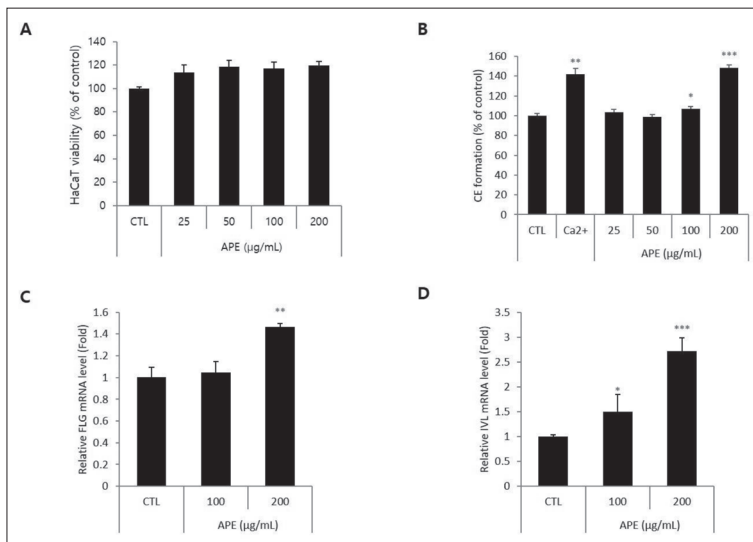 A
HaCaT viability (% of control)
140
120
100
80
60
40
20
0
CTL 25 50 100 200
APE (μg/mL)
B
CE formation (% of control)
160
140
120
100
80
60
40
20
0
** * ***
CTL Ca2+ 25 50 100 200
APE (μg/mL)
C
Relative FLG mRNA level (Fold)
1.6
1.4
1.2
1
0.8
0.6
0.4
0.2
0
**
CTL 100 200
APE (μg/mL)
D
Relative IVL mRNA level (Fold)
3.5
3
2.5
2
1.5
1
0.5
0
* ***
CTL 100 200
APE (μg/mL)